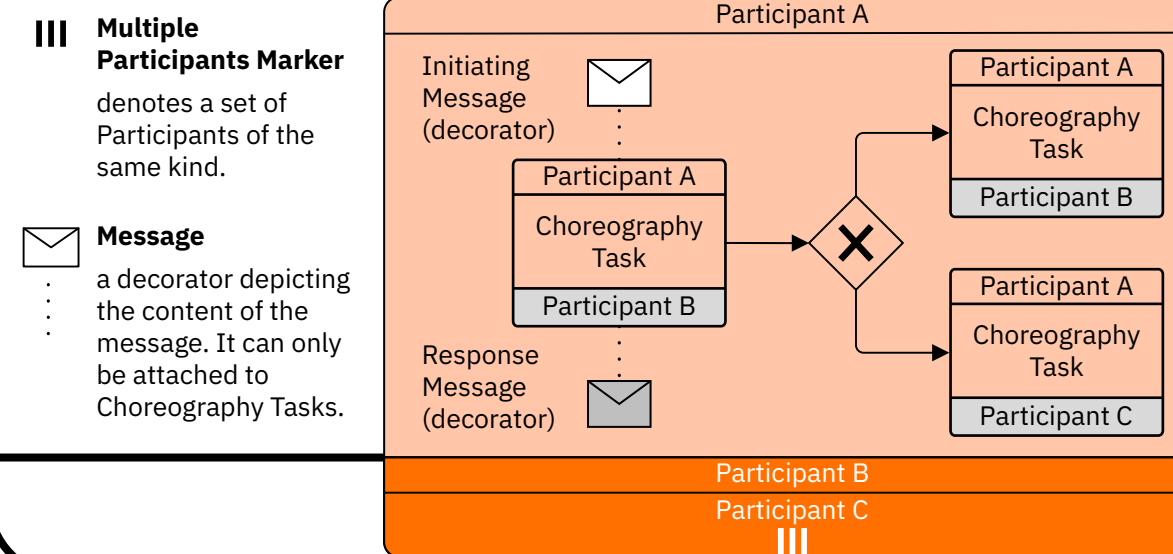 Multiple
Participants Marker
denotes a set of
Participants of the
same kind.
Message
a decorator depicting
the content of the
message. It can only
be attached to
Choreography Tasks.
Participant A
Initiating
Message
(decorator)
Participant A
Choreography
Task
Participant B
Response
Message
(decorator)
Participant A
Choreography
Task
Participant B
Participant A
Choreography
Task
Participant C
Participant B
Participant C